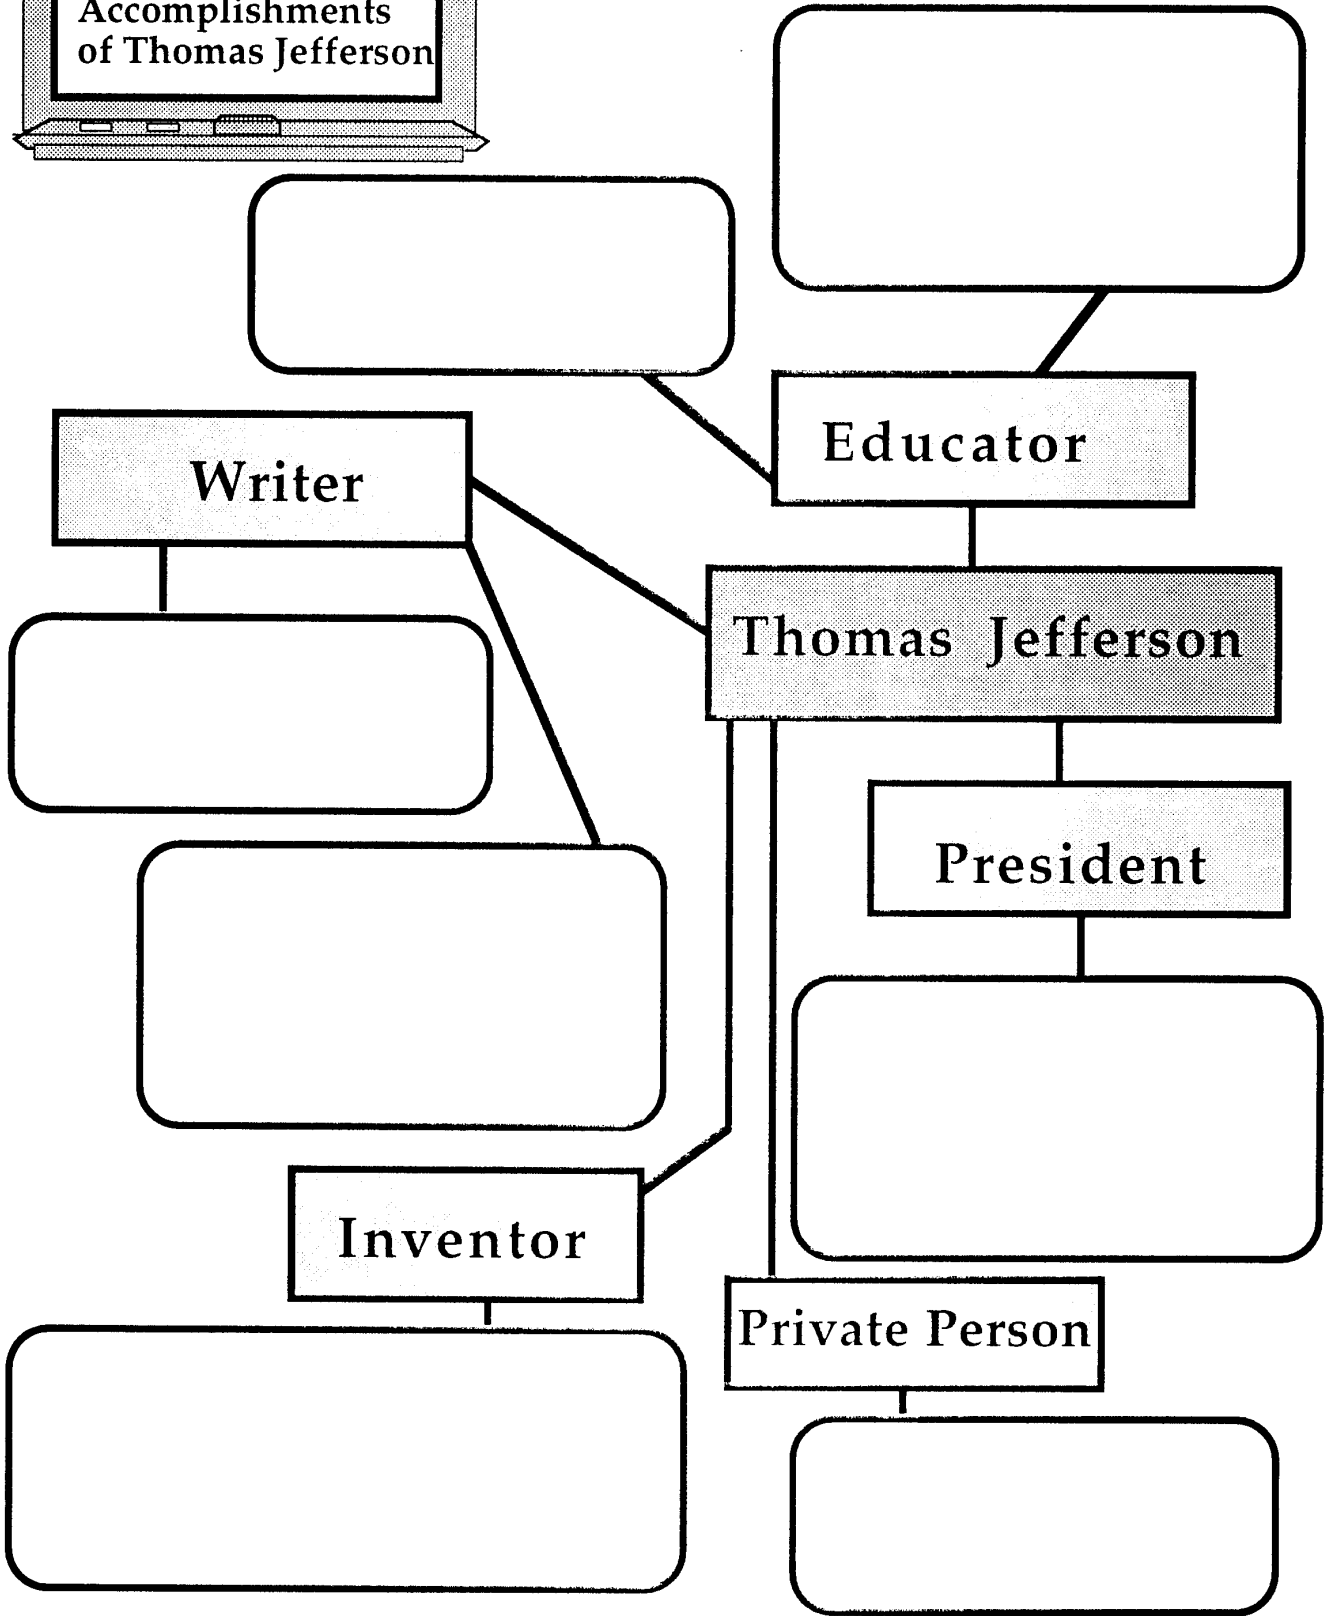 Accomplishments
of Thomas Jefferson
Educator
Writer
Thomas Jefferson
President
Inventor
Private Person